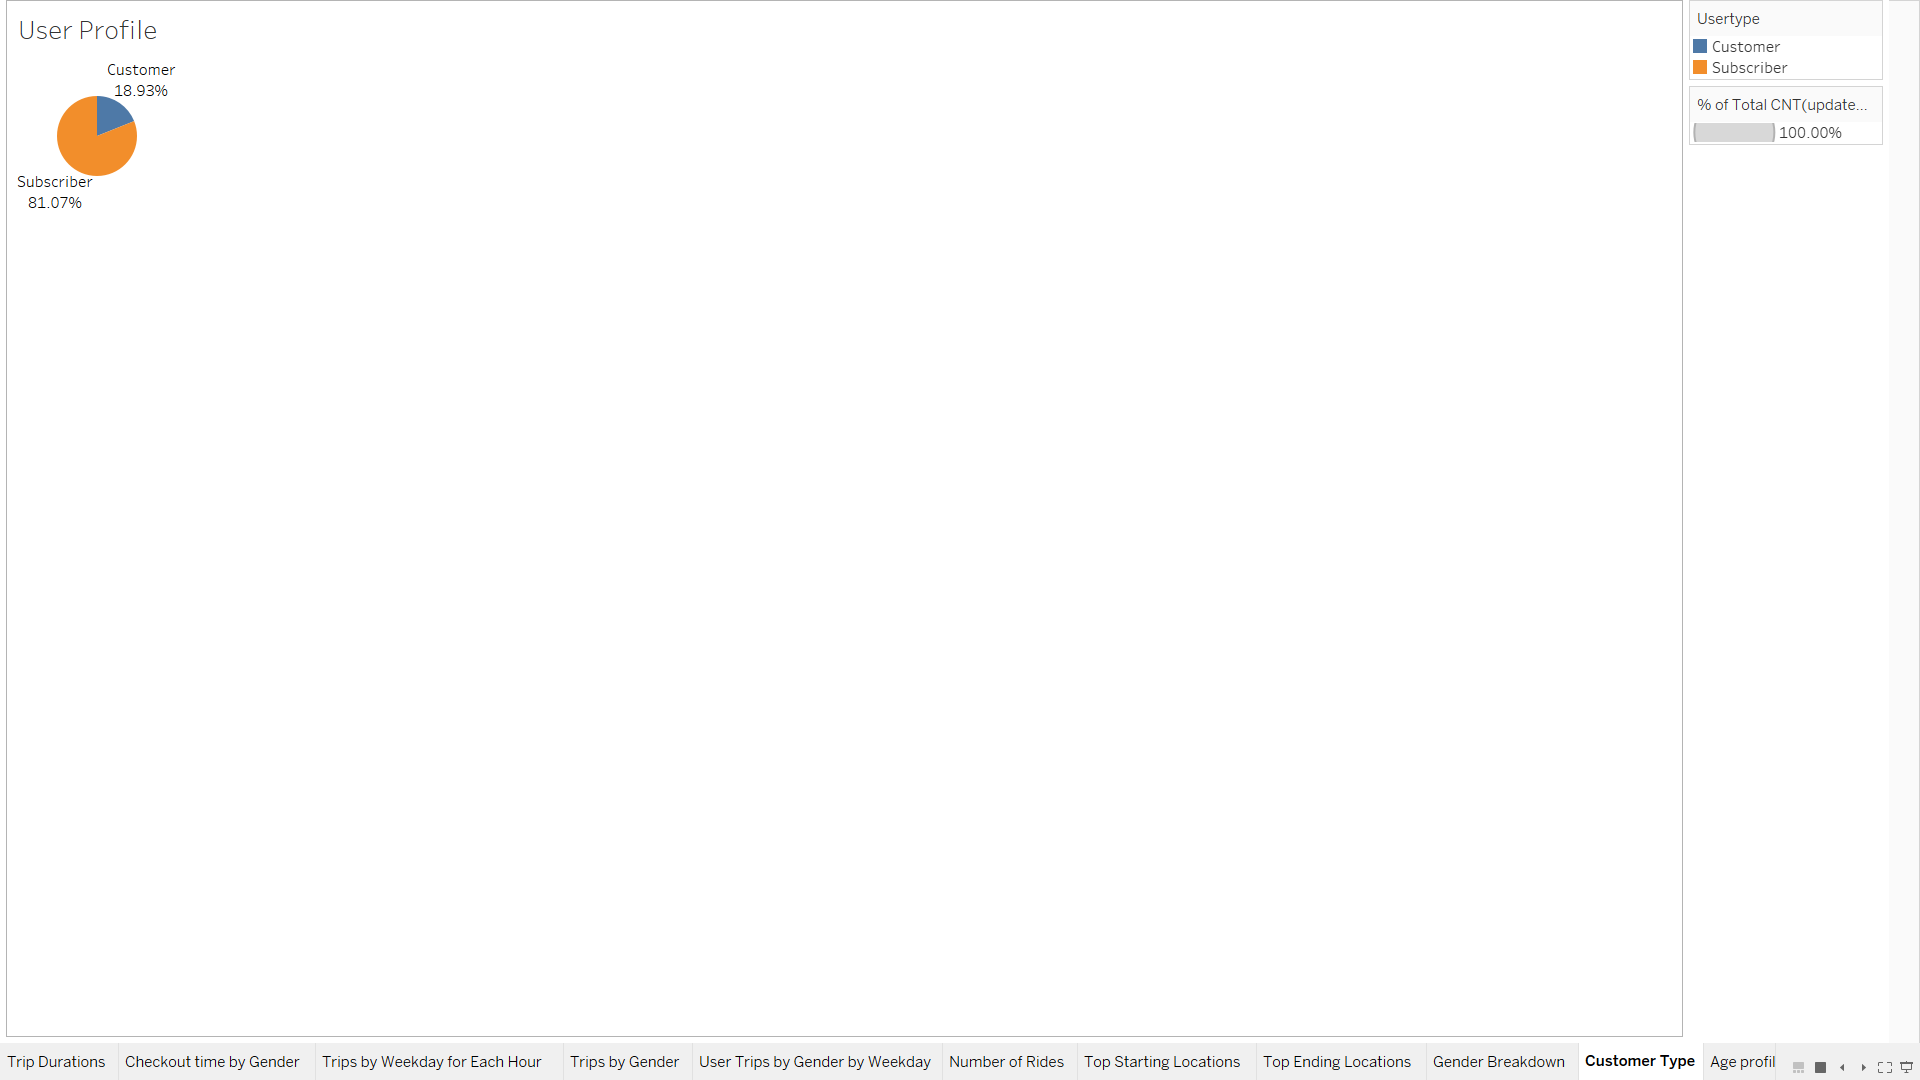 User Profile
Customer
18.93%
Subscriber
81.07%
Usertype
Customer
Subscriber
% of Total CNT(update...
100.00%
Trip Durations
Checkout time by Gender
Trips by Weekday for Each Hour
Trips by Gender
User Trips by Gender by Weekday
Number of Rides
Top Starting Locations
Top Ending Locations
Gender Breakdown
Customer Type
Age profil